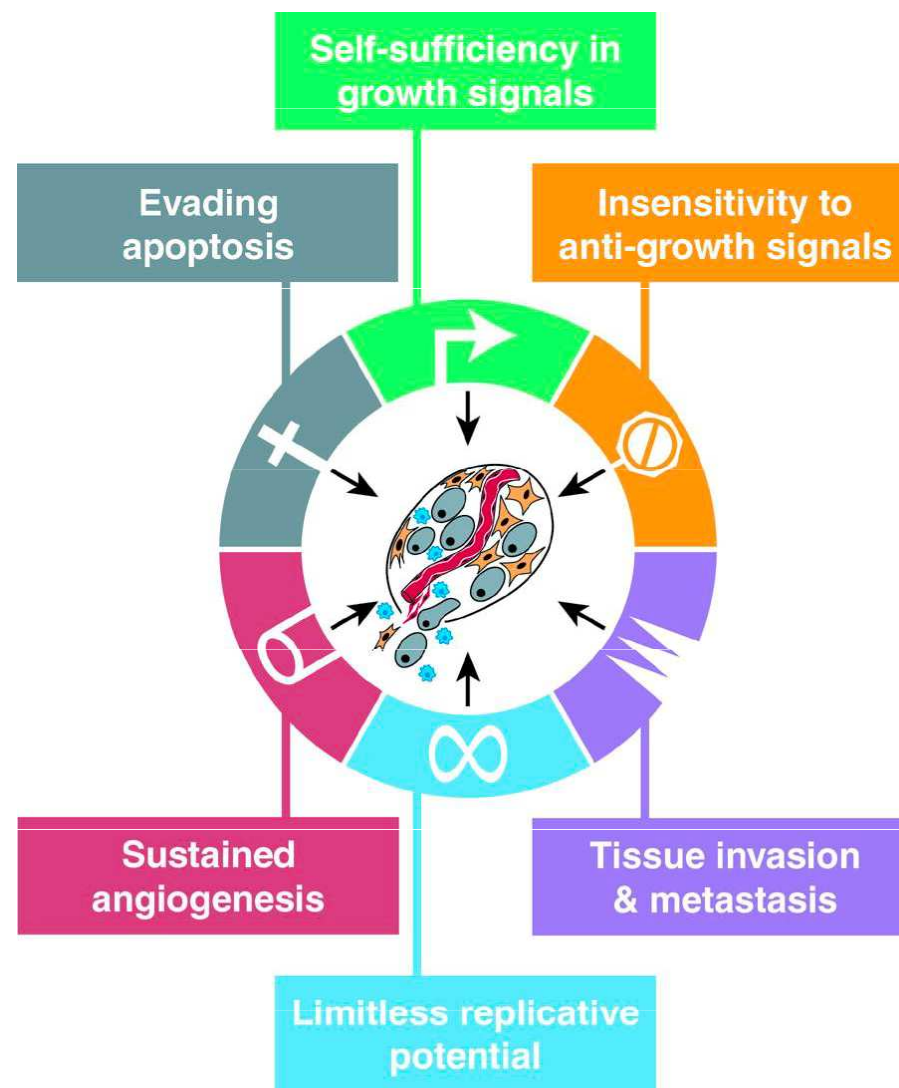 Self-sufficiency in
growth signals
Evading
apoptosis
Insensitivity to
anti-growth signals
Sustained
angiogenesis
Tissue invasion
& metastasis
Limitless replicative
potential